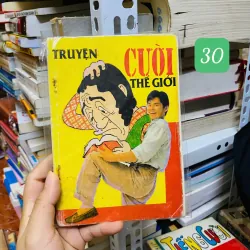 TRUYỆN
CƯỜI
THẾ GIỚI
30